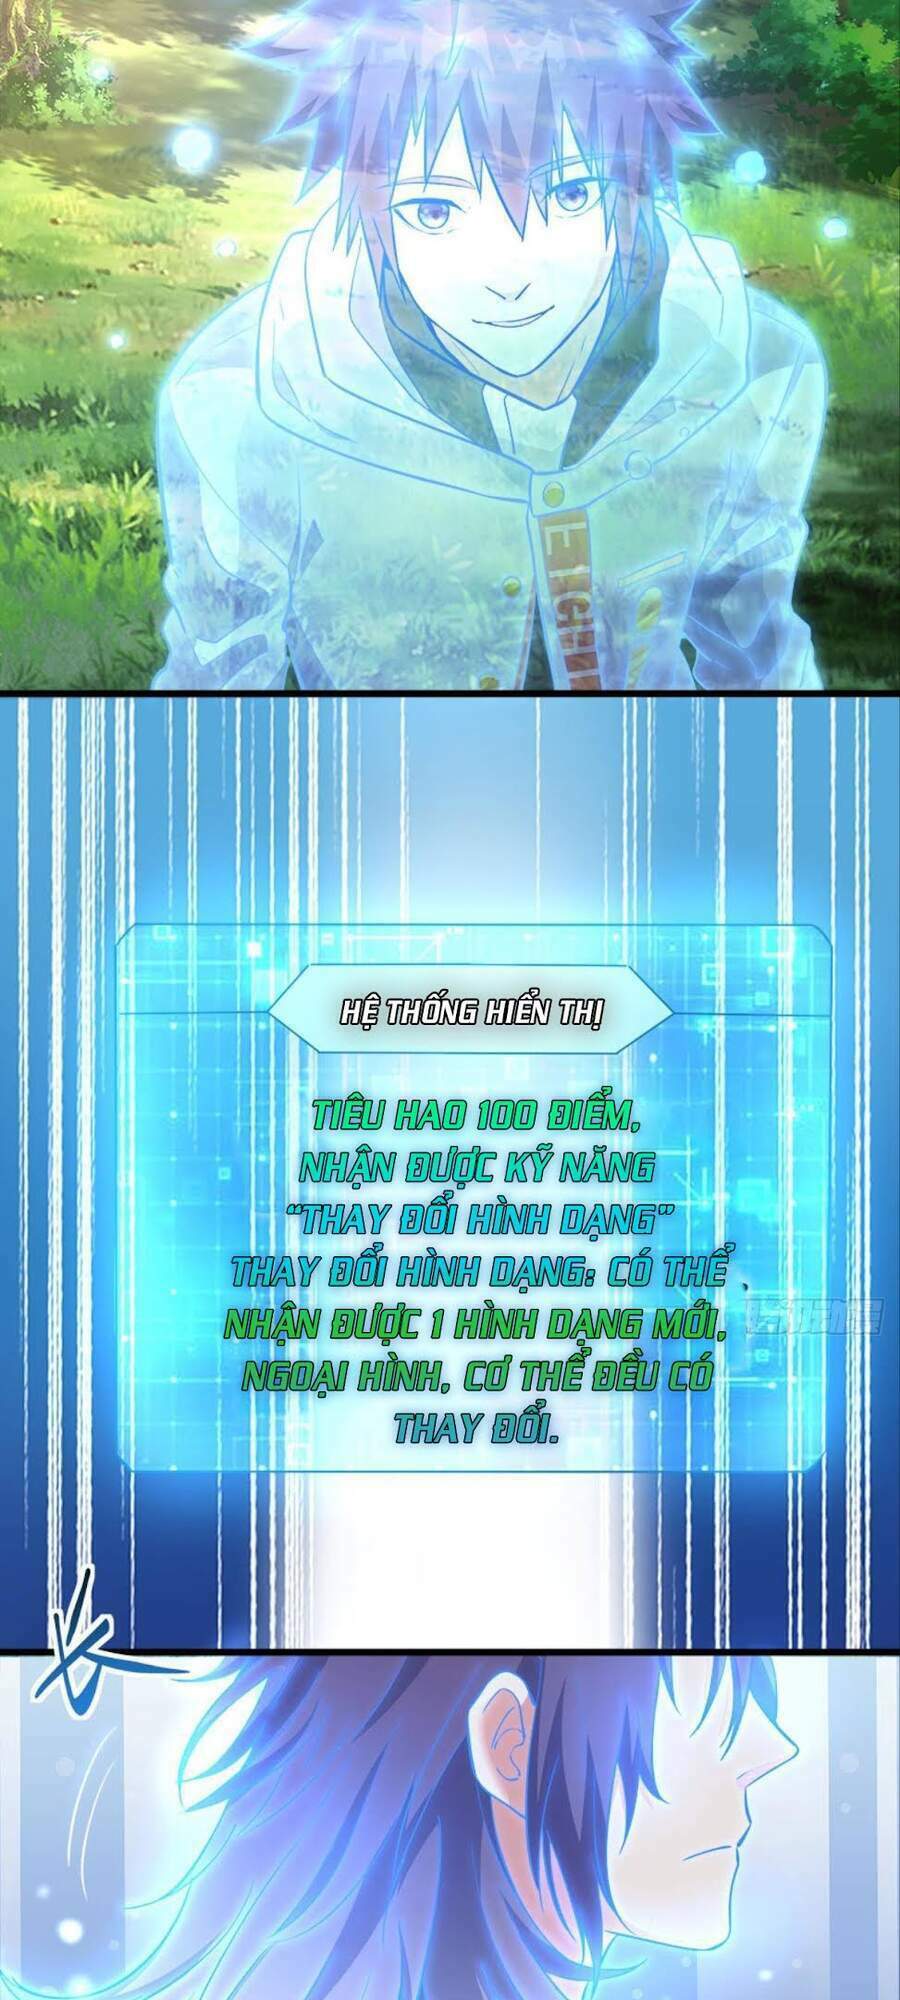 ETCHI
HỆ THỐNG HIỂN THỊ
TIÊU HAO 100 ĐIỂM,
NHẬN ĐƯỢC KỸ NĂNG
“THAY ĐỔI HÌNH DẠNG”
THAY ĐỔI HÌNH DẠNG: CÓ THỂ
NHẬN ĐƯỢC 1 HÌNH DẠNG MỚI,
NGOẠI HÌNH, CƠ THỂ ĐỀU CÓ
THAY ĐỔI.